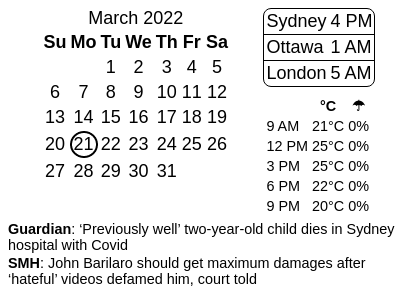 March 2022
Su Mo Tu We Th Fr Sa
1 2 3 4 5
6 7 8 9 10 11 12
13 14 15 16 17 18 19
20 21 22 23 24 25 26
27 28 29 30 31
Sydney 4 PM
Ottawa 1 AM
London 5 AM
°C ☂
9 AM 21°C 0%
12 PM 25°C 0%
3 PM 25°C 0%
6 PM 22°C 0%
9 PM 20°C 0%
Guardian: ‘Previously well’ two-year-old child dies in Sydney
hospital with Covid
SMH: John Barilaro should get maximum damages after
‘hateful’ videos defamed him, court told